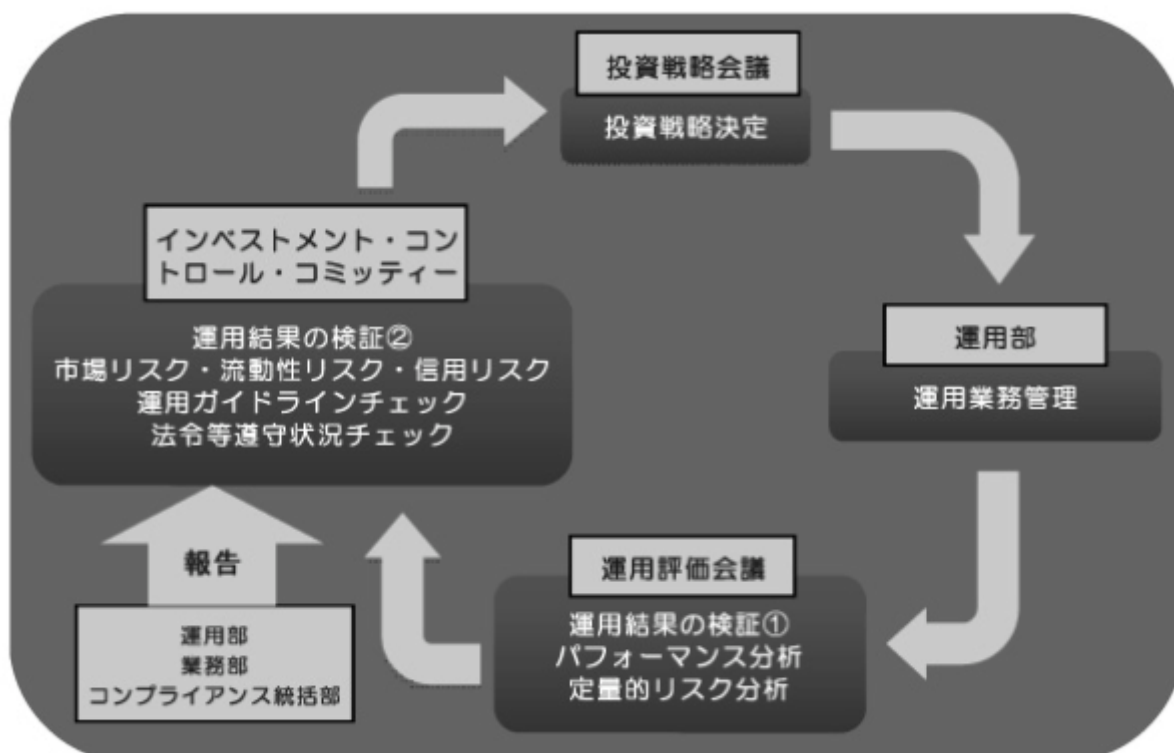 投資戦略会議
投資戦略決定
インベストメント・コン
トロール・コミッティー
運用結果の検証②
市場リスク・流動性リスク・信用リスク
運用ガイドラインチェック
法令等遵守状況チェック
運用部
運用業務管理
運用評価会議
運用結果の検証①
パフォーマンス分析
定量的リスク分析
報告
運用部
業務部
コンプライアンス統括部